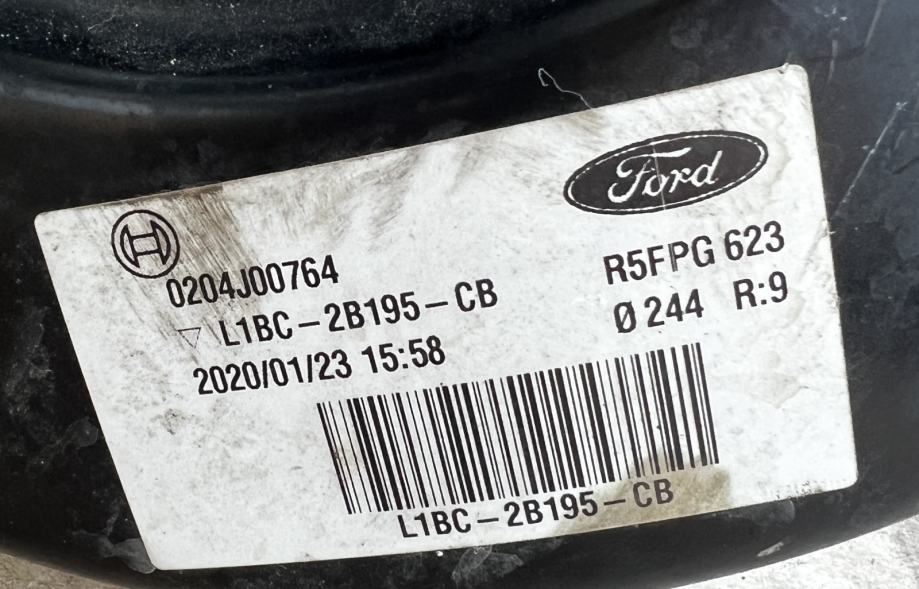 Ford
0204J00764
R5FPG 623
L1BC-2B195-CB
Ø 244 R:9
2020/01/23 15:58
L1BC-2B195-CB